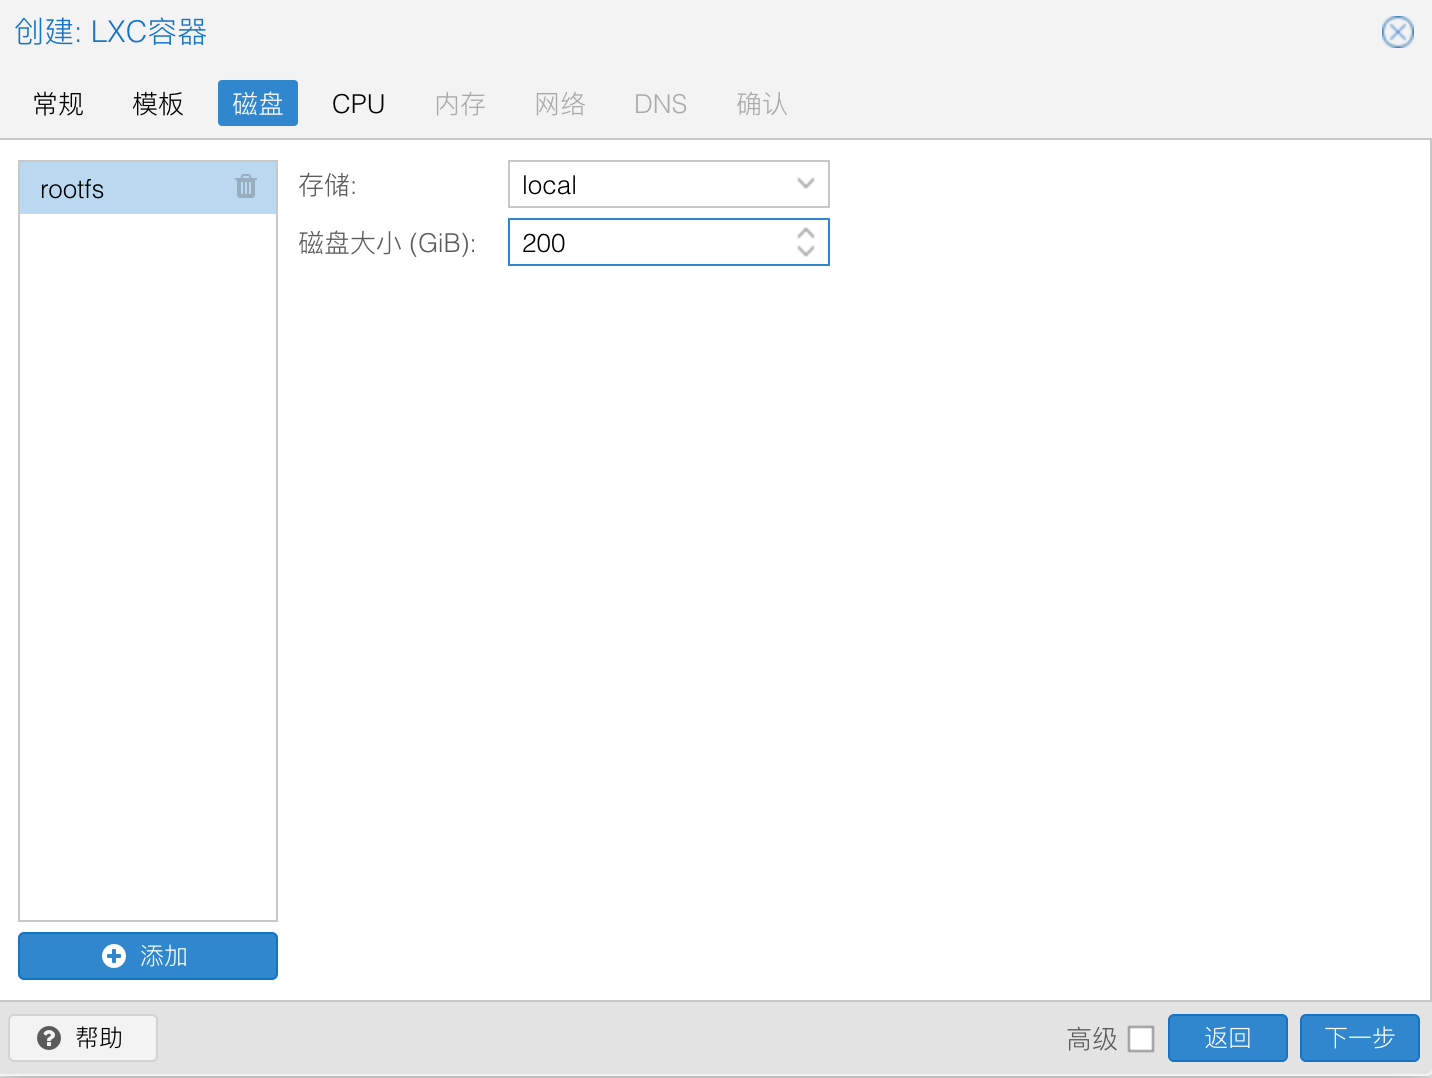 创建: LXC容器
常规 模板 磁盘 CPU 内存 网络 DNS 确认
rootfs
存储: local
磁盘大小 (GiB): 200
添加
帮助 高级 返回 下一步